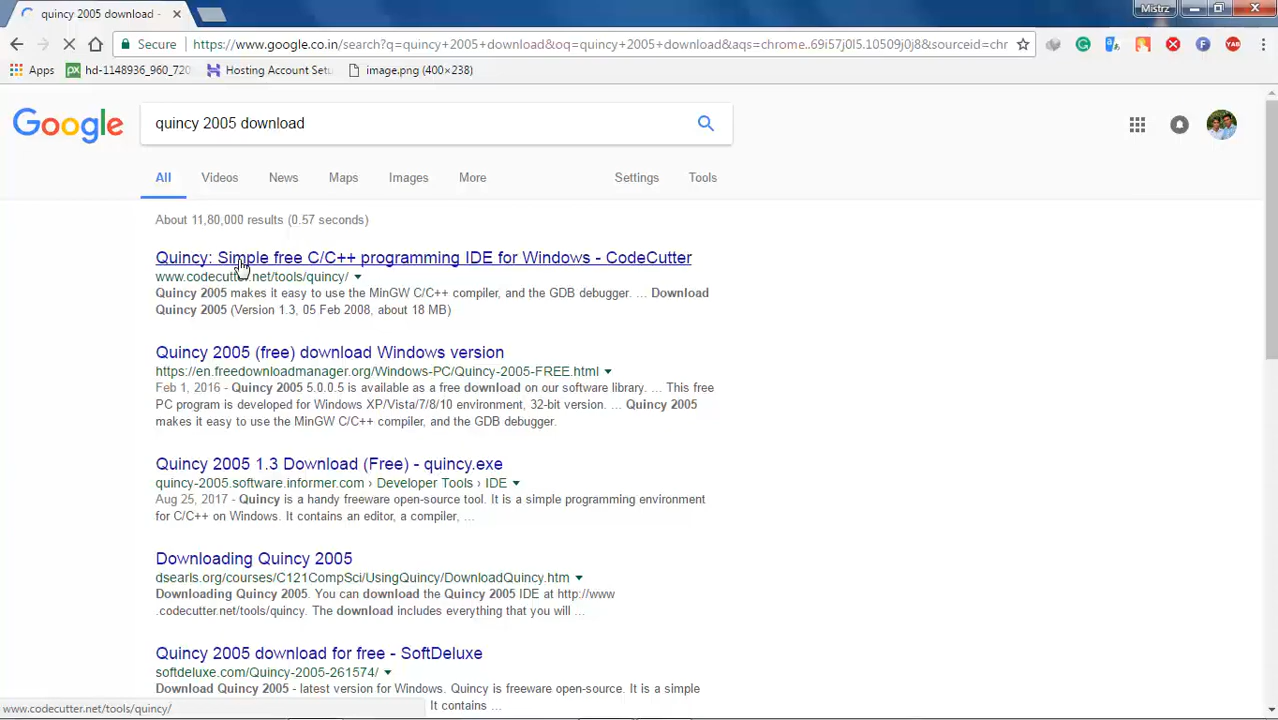 quincy 2005 download -
Mistrz
Secure
https://www.google.co.in/search?q=quincy+2005+download&oq=quincy+2005+download&aqs=chrome..69i57j0l5.10509j0j8&sourceid=chr
Apps
hd-1148936_960_720
Hosting Account Setu
image.png (400×238)
Google
quincy 2005 download
All
Videos
News
Maps
Images
More
Settings
Tools
About 11,80,000 results (0.57 seconds)
Quincy: Simple free C/C++ programming IDE for Windows - CodeCutter
www.codecutter.net/tools/quincy/
Quincy 2005 makes it easy to use the MinGW C/C++ compiler, and the GDB debugger. ... Download
Quincy 2005 (Version 1.3, 05 Feb 2008, about 18 MB)
Quincy 2005 (free) download Windows version
https://en.freedownloadmanager.org/Windows-PC/Quincy-2005-FREE.html
Feb 1, 2016 - Quincy 2005 5.0.0.5 is available as a free download on our software library. ... This free
PC program is developed for Windows XP/Vista/7/8/10 environment, 32-bit version. ... Quincy 2005
makes it easy to use the MinGW C/C++ compiler, and the GDB debugger.
Quincy 2005 1.3 Download (Free) - quincy.exe
quincy-2005.software.informer.com › Developer Tools › IDE
Aug 25, 2017 - Quincy is a handy freeware open-source tool. It is a simple programming environment
for C/C++ on Windows. It contains an editor, a compiler, ...
Downloading Quincy 2005
dsearls.org/courses/C121CompSci/UsingQuincy/DownloadQuincy.htm
Downloading Quincy 2005. You can download the Quincy 2005 IDE at http://www
.codecutter.net/tools/quincy. The download includes everything that you will ...
Quincy 2005 download for free - SoftDeluxe
softdeluxe.com/Quincy-2005-261574/
Download Quincy 2005 - latest version for Windows. Quincy is freeware open-source. It is a simple
It contains ...
www.codecutter.net/tools/quincy/